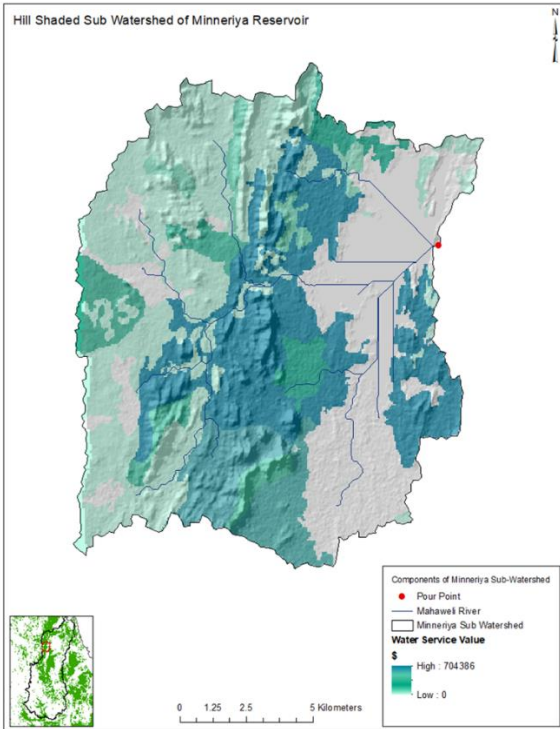 Hill Shaded Sub Watershed of Minneriya Reservoir
N
Components of Minneriya Sub-Watershed
Pour Point
Mahaweli River
Minneriya Sub Watershed
Water Service Value
$
High : 704386
Low : 0
0 1.25 2.5 5 Kilometers